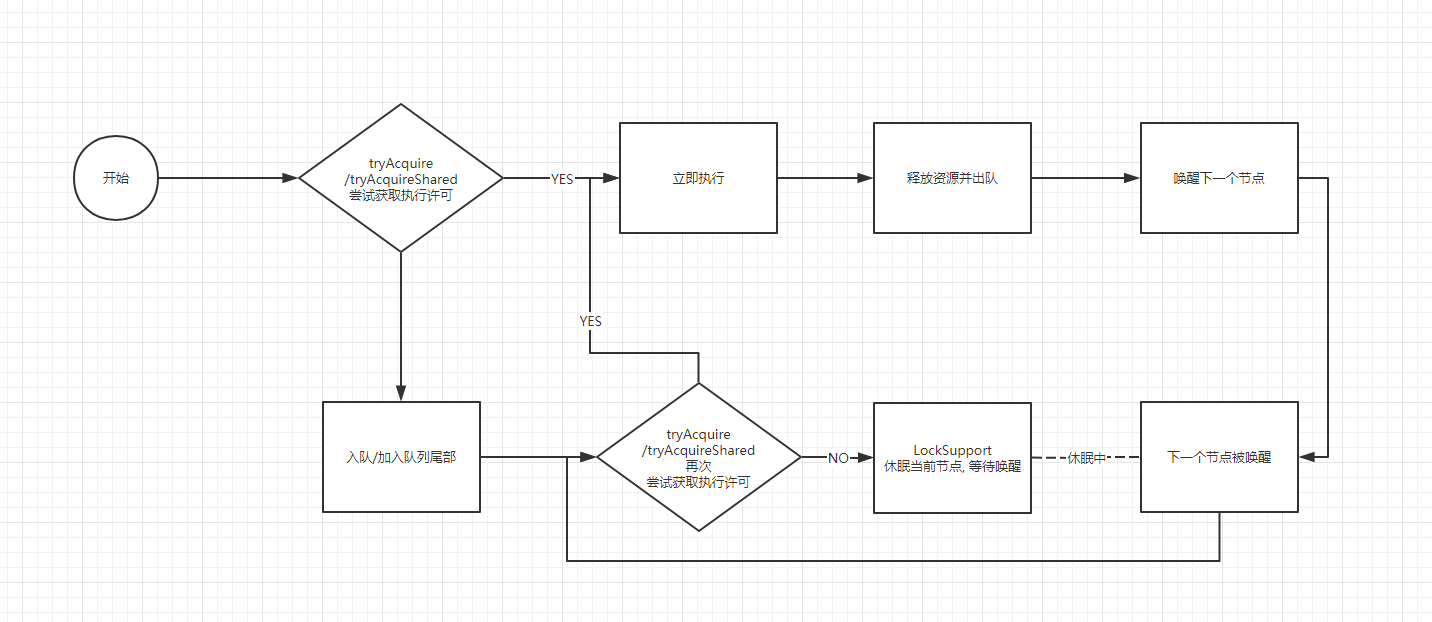 开始
tryAcquire
/tryAcquireShared
尝试获取执行许可
YES
立即执行
释放资源并出队
唤醒下一个节点
YES
入队/加入队列尾部
tryAcquire
/tryAcquireShared
再次
尝试获取执行许可
NO
LockSupport
休眠当前节点, 等待唤醒
休眠中
下一个节点被唤醒